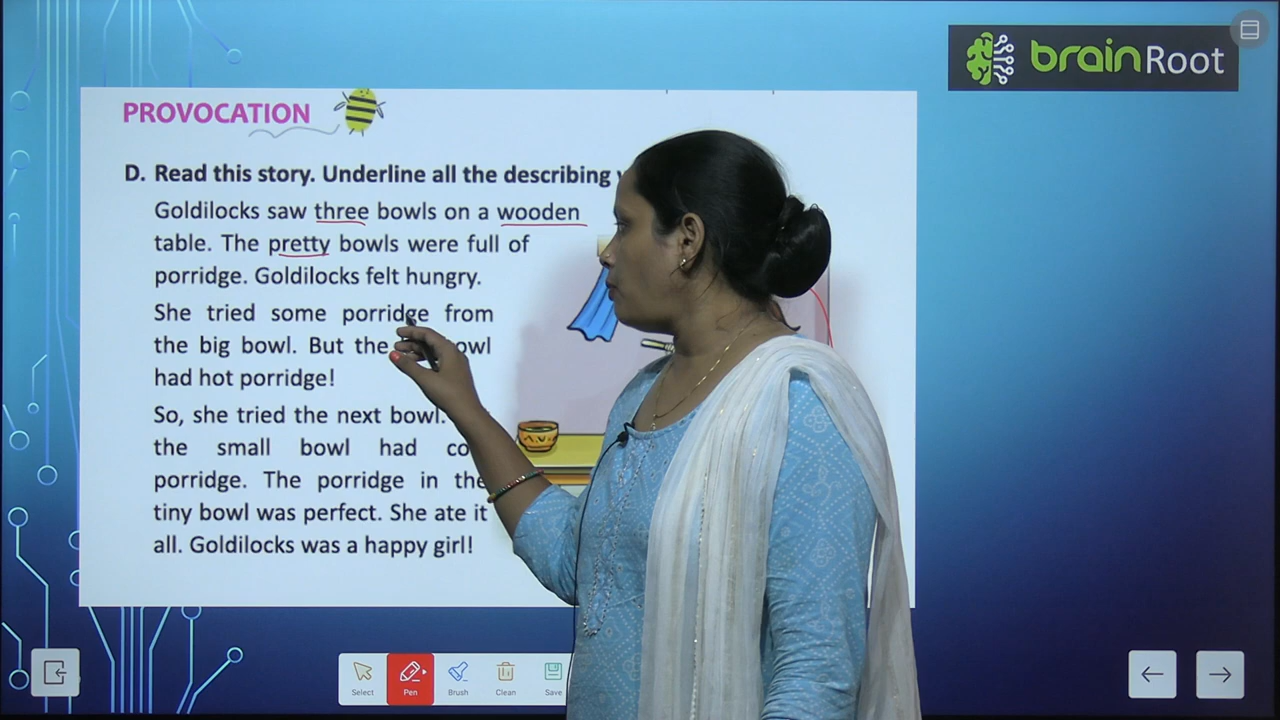 brainRoot
PROVOCATION
D. Read this story. Underline all the describing
Goldilocks saw three bowls on a wooden
table. The pretty bowls were full of
porridge. Goldilocks felt hungry.
She tried some porridge from
the big bowl. But the
had hot porridge!
So, she tried the next bowl.
the small bowl had
porridge. The porridge in the
tiny bowl was perfect. She ate it
all. Goldilocks was a happy girl!
Select Pen Brush Clean Save